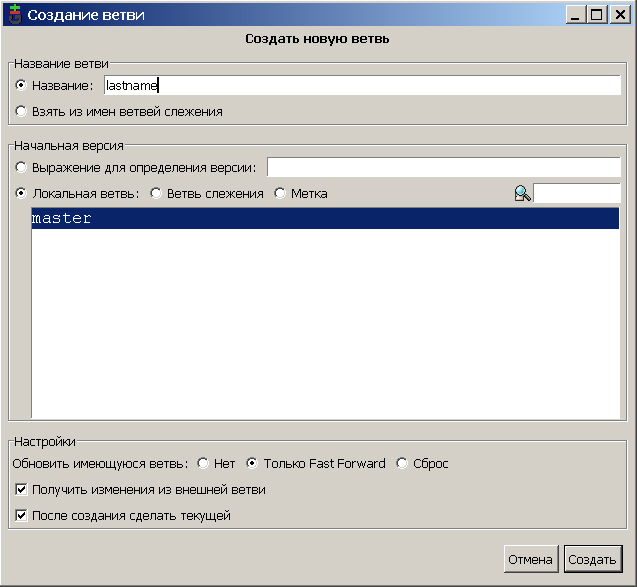 Создание ветви
Создать новую ветвь
Название ветви
Название: lastname
Взять из имен ветвей слежения
Начальная версия
Выражение для определения версии:
Локальная ветвь: Ветвь слежения Метка
master
Настройки
Обновить имеющуюся ветвь: Нет Только Fast Forward Сброс
Получить изменения из внешней ветви
После создания сделать текущей
Отмена Создать